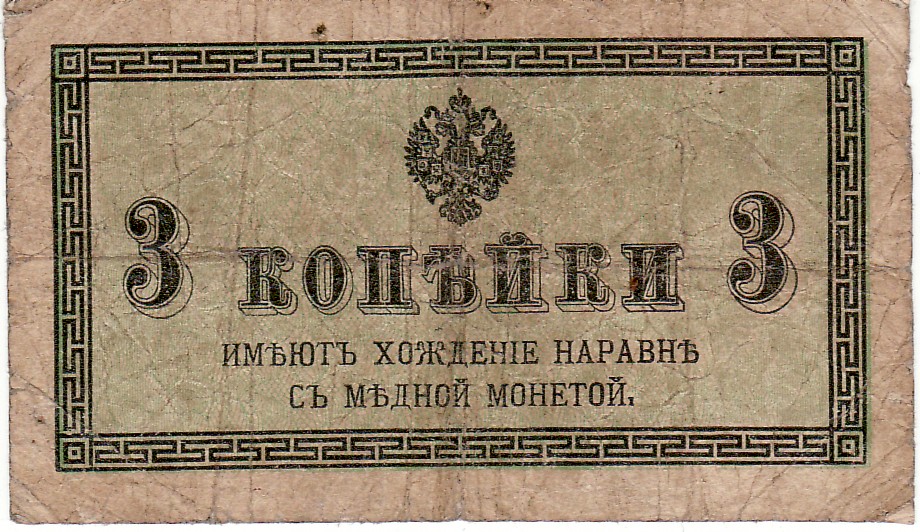 3 КОПѢЙКИ 3
ИМѢЮТЪ ХОЖДЕНІЕ НАРАВНѢ
СЪ МѢДНОЙ МОНЕТОЙ.